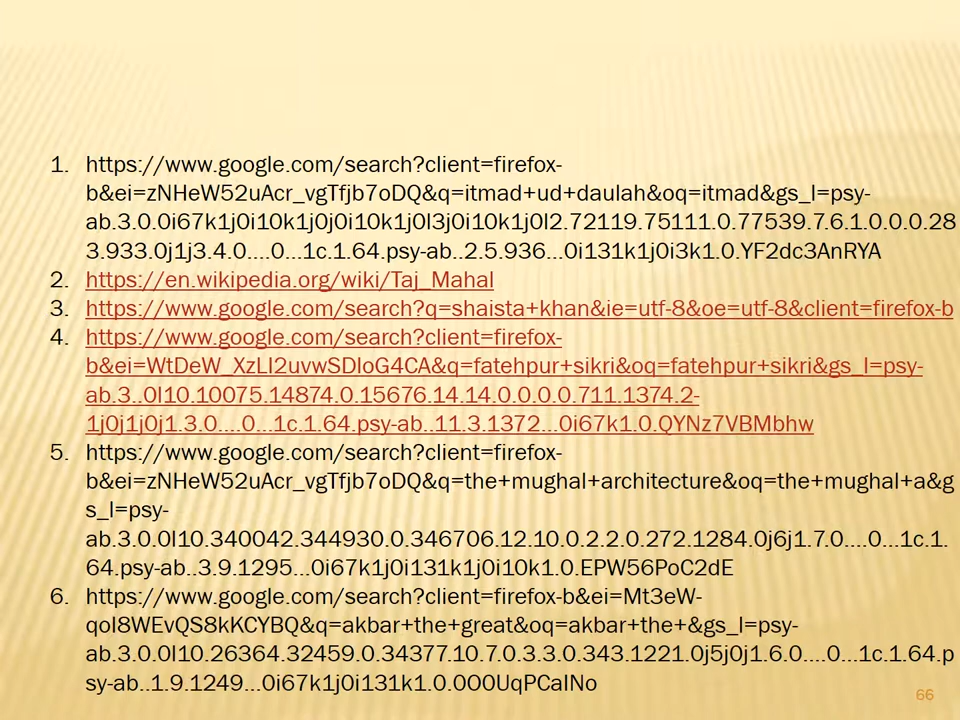 1. https://www.google.com/search?client=firefox-
b&ei=zNHeW52uAcr_vgTfjb7oDQ&q=itmad+ud+daulah&oq=itmad&gs_l=psy-
ab.3.0.0i67k1j0i10k1j0j0i10k1j0l3j0i10k1j0l2.72119.75111.0.77539.7.6.1.0.0.0.28
3.933.0j1j3.4.0....0...1c.1.64.psy-ab..2.5.936...0i131k1j0i3k1.0.YF2dc3AnRYA
2. https://en.wikipedia.org/wiki/Taj_Mahal
3. https://www.google.com/search?q=shaista+khan&ie=utf-8&oe=utf-8&client=firefox-b
4. https://www.google.com/search?client=firefox-
b&ei=WtDeW_XzLI2uvwSDloG4CA&q=fatehpur+sikri&oq=fatehpur+sikri&gs_l=psy-
ab.3..0l10.10075.14874.0.15676.14.14.0.0.0.0.711.1374.2-
1j0j1j0j1.3.0....0...1c.1.64.psy-ab..11.3.1372...0i67k1.0.QYNz7VBMbhw
5. https://www.google.com/search?client=firefox-
b&ei=zNHeW52uAcr_vgTfjb7oDQ&q=the+mughal+architecture&oq=the+mughal+a&g
s_l=psy-
ab.3.0.0l10.340042.344930.0.346706.12.10.0.2.2.0.272.1284.0j6j1.7.0....0...1c.1.
64.psy-ab..3.9.1295...0i67k1j0i131k1j0i10k1.0.EPW56PoC2dE
6. https://www.google.com/search?client=firefox-b&ei=Mt3eW-
qoI8WEvQS8kKCYBQ&q=akbar+the+great&oq=akbar+the+&gs_l=psy-
ab.3.0.0l10.26364.32459.0.34377.10.7.0.3.3.0.343.1221.0j5j0j1.6.0....0...1c.1.64.p
sy-ab..1.9.1249...0i67k1j0i131k1.0.0O0UqPCaINo
66